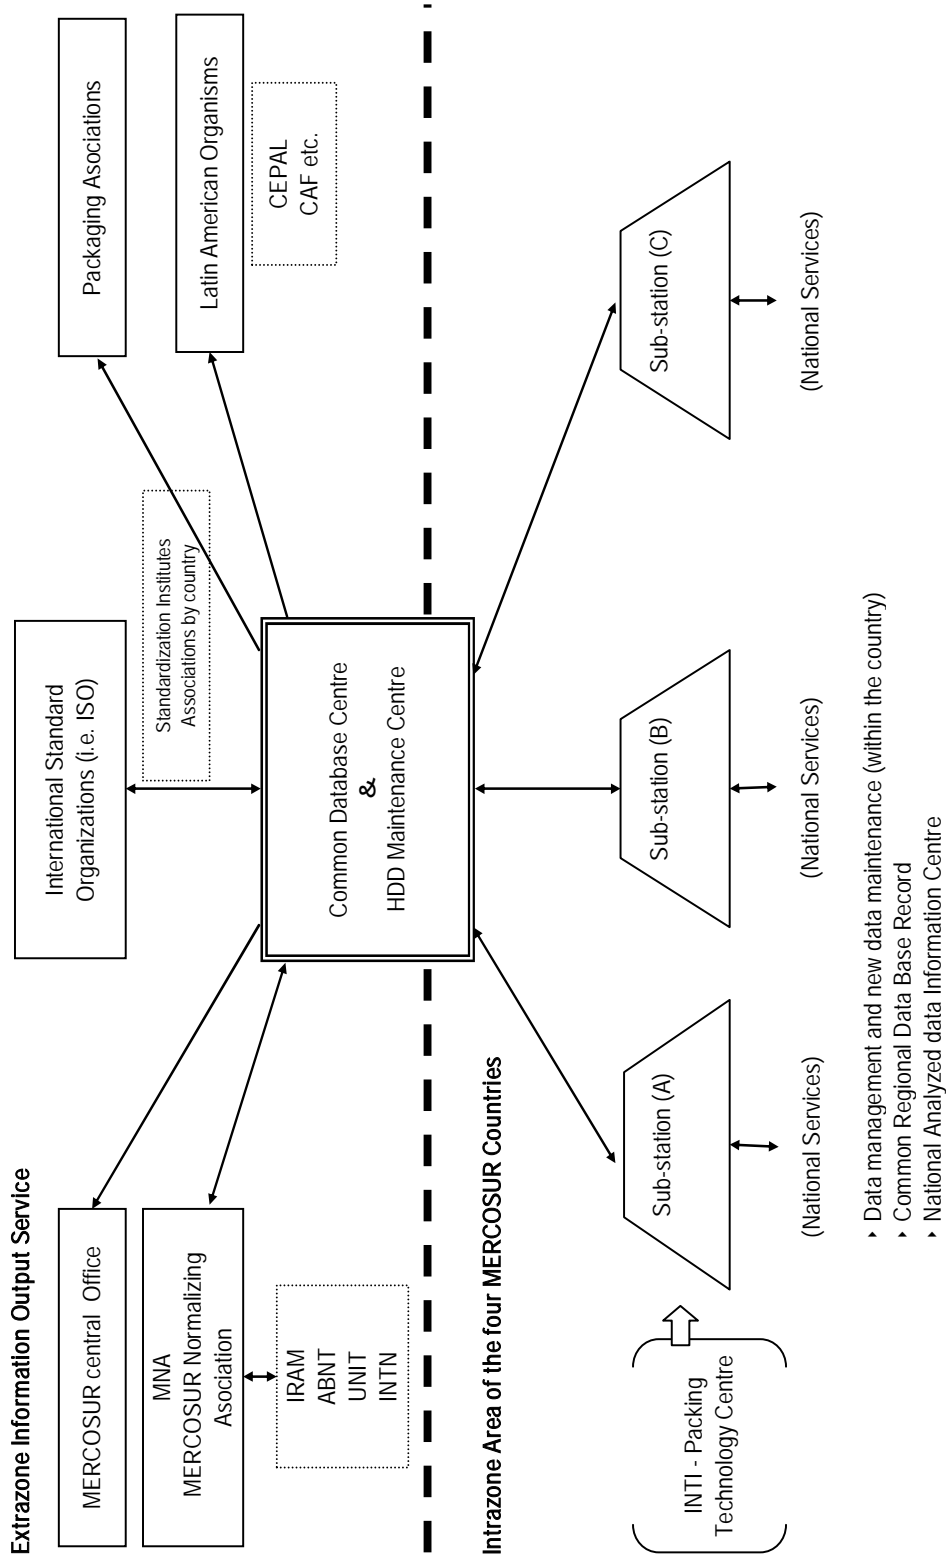 Extrazone Information Output Service
MERCOSUR central Office
MNA
MERCOSUR Normalizing
Asociation
IRAM
ABNT
UNIT
INTN
International Standard
Organizations (i.e. ISO)
Standardization Institutes
Associations by country
Packaging Asociations
Latin American Organisms
CEPAL
CAF etc.
Common Database Centre
&
HDD Maintenance Centre
Intrazone Area of the four MERCOSUR Countries
INTI - Packing
Technology Centre
Sub-station (A)
(National Services)
Sub-station (B)
(National Services)
Sub-station (C)
(National Services)
‣ Data management and new data maintenance (within the country)
‣ Common Regional Data Base Record
‣ National Analyzed data Information Centre